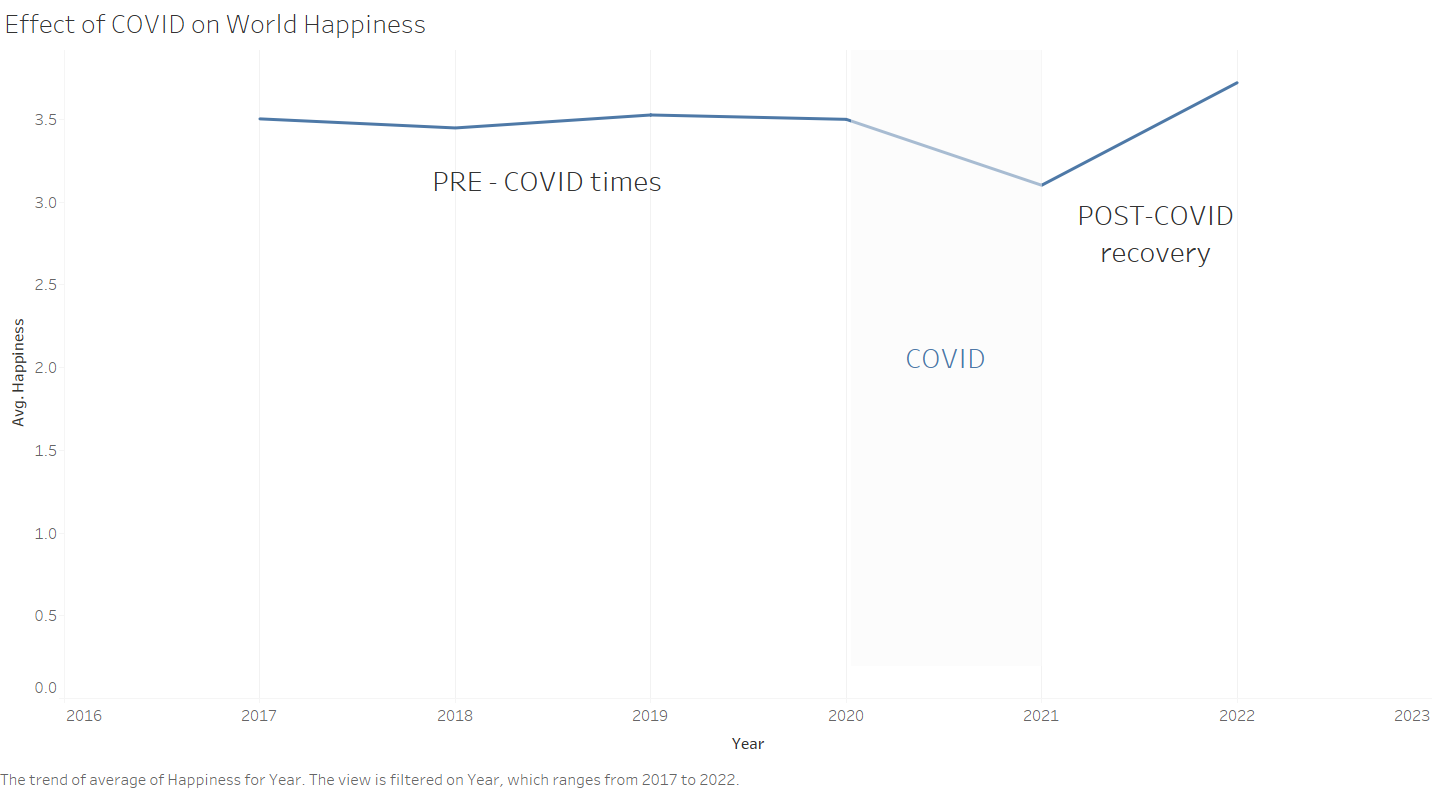 Effect of COVID on World Happiness
3.5
3.0
2.5
2.0
1.5
1.0
0.5
0.0
Avg. Happiness
PRE - COVID times
POST-COVID
recovery
COVID
2016 2017 2018 2019 2020 2021 2022 2023
Year
The trend of average of Happiness for Year. The view is filtered on Year, which ranges from 2017 to 2022.